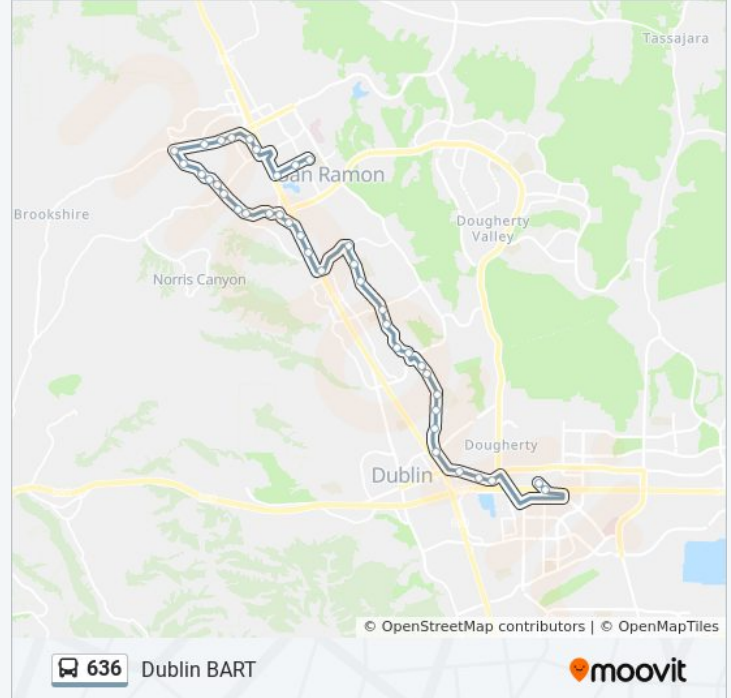 Tassajara
San Ramon
Brookshire
Dougherty
Valley
Norris Canyon
Dougherty
Dublin
© OpenStreetMap contributors | © OpenMapTiles
636 Dublin BART
moovit